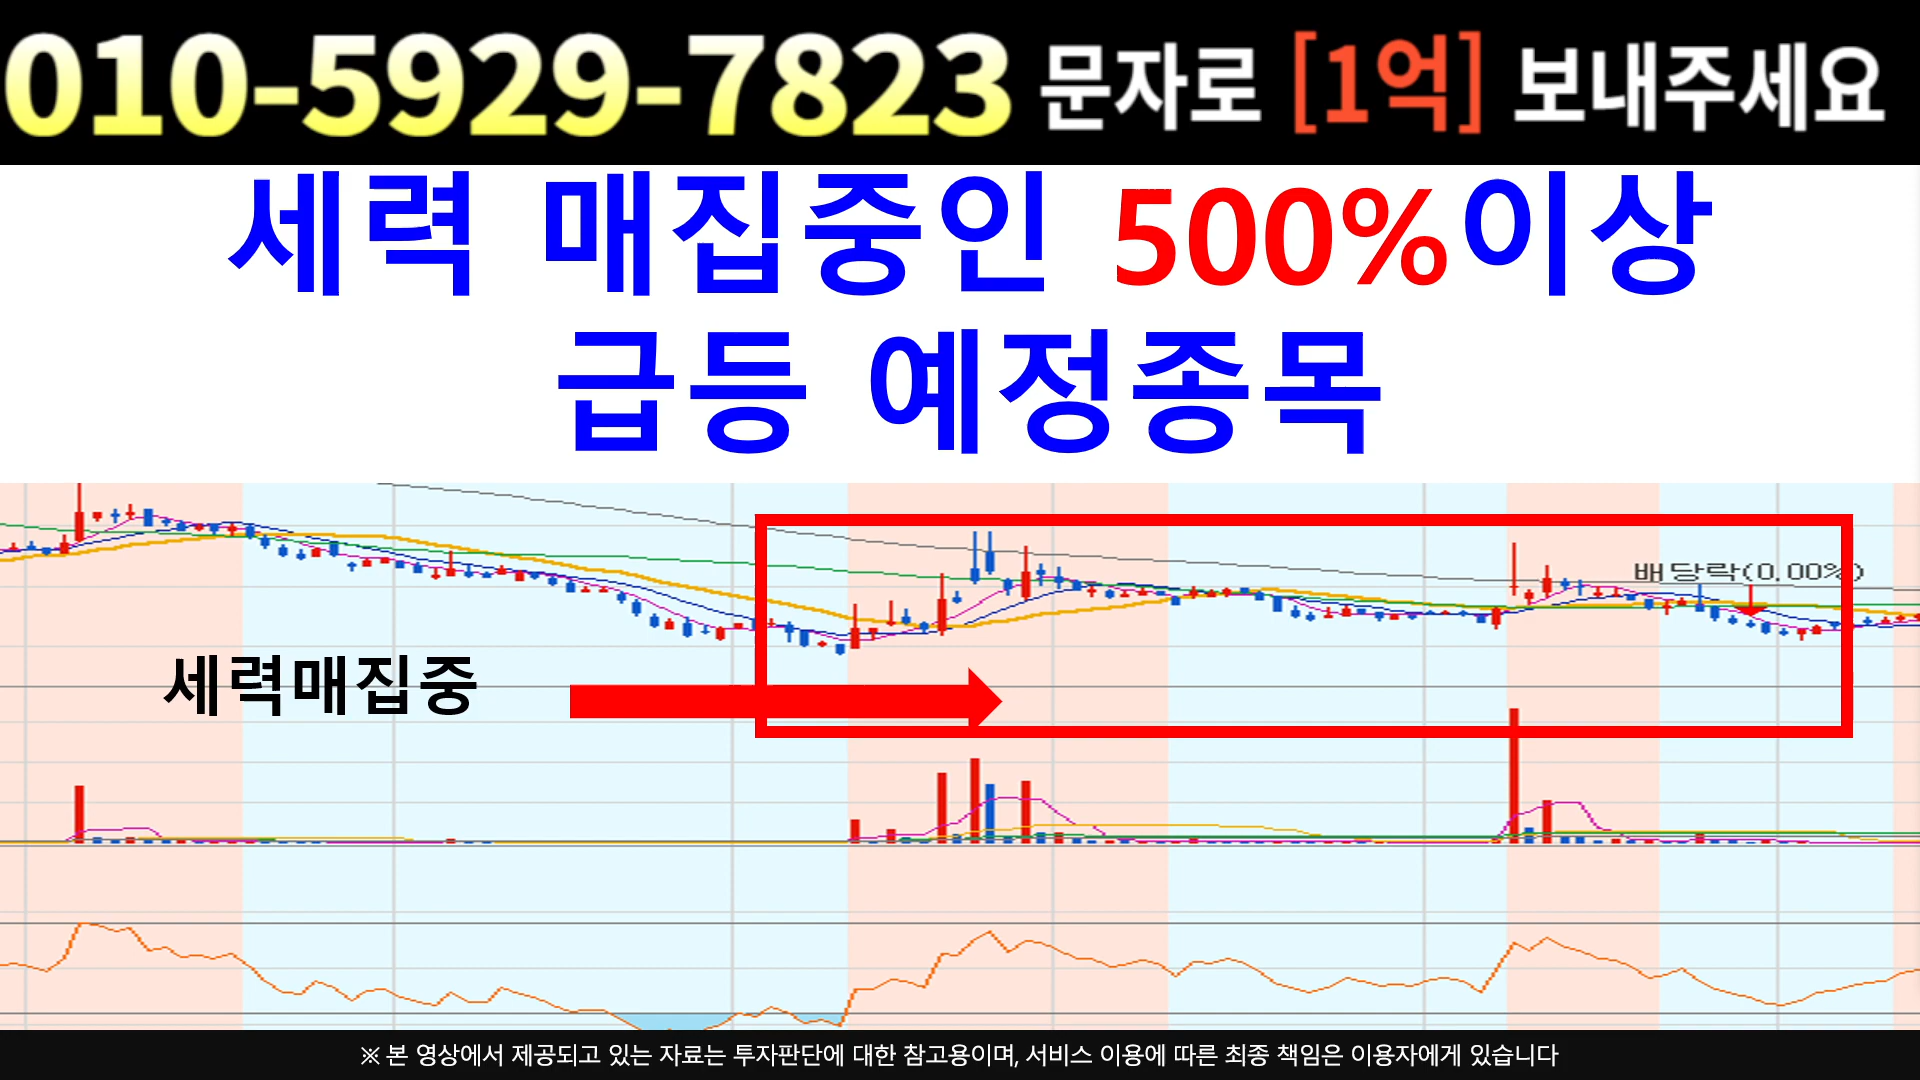 010-5929-7823 문자로 [1억] 보내주세요
세력 매집중인 500%이상
급등 예정종목
배당락(0.00%)
세력매집중
※ 본 영상에서 제공되고 있는 자료는 투자판단에 대한 참고용이며, 서비스 이용에 따른 최종 책임은 이용자에게 있습니다